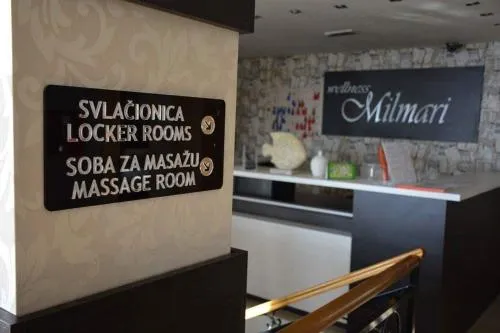 SVLAČIONICA
LOCKER ROOMS
SOBA ZA MASAŽU
MASSAGE ROOM
wellness
Milmari